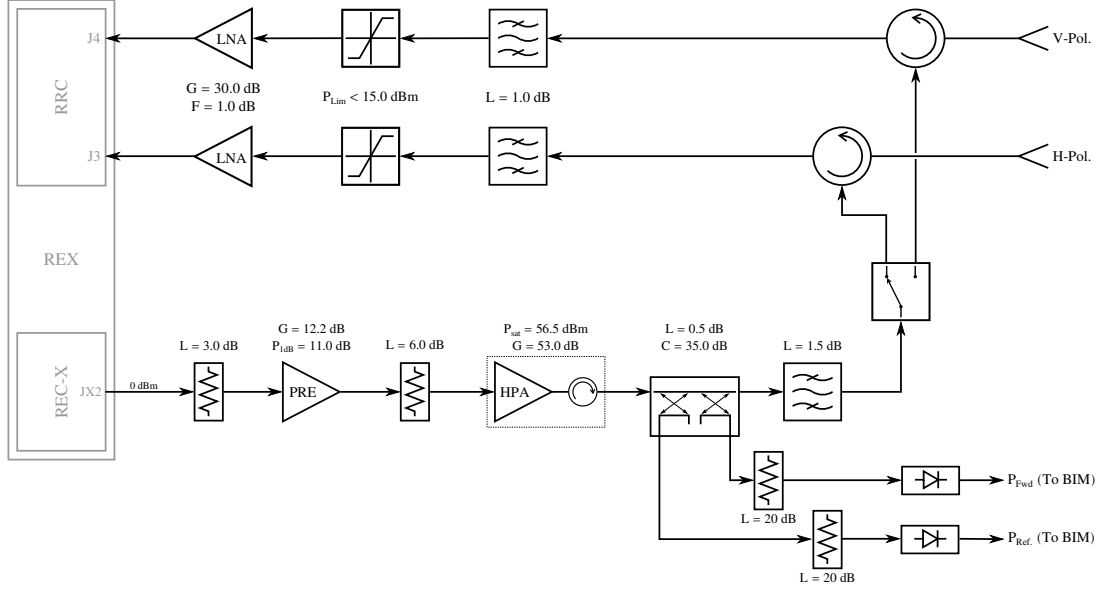 J4
LNA
V-Pol.
RRC
G = 30.0 dB
F = 1.0 dB
P_Lim < 15.0 dBm
L = 1.0 dB
J3
LNA
H-Pol.
REX
L = 3.0 dB
G = 12.2 dB
P_1dB = 11.0 dB
L = 6.0 dB
P_sat = 56.5 dBm
G = 53.0 dB
L = 0.5 dB
C = 35.0 dB
L = 1.5 dB
REC-X
JX2
0 dBm
PRE
HPA
L = 20 dB
P_Fwd (To BIM)
L = 20 dB
P_Ref. (To BIM)